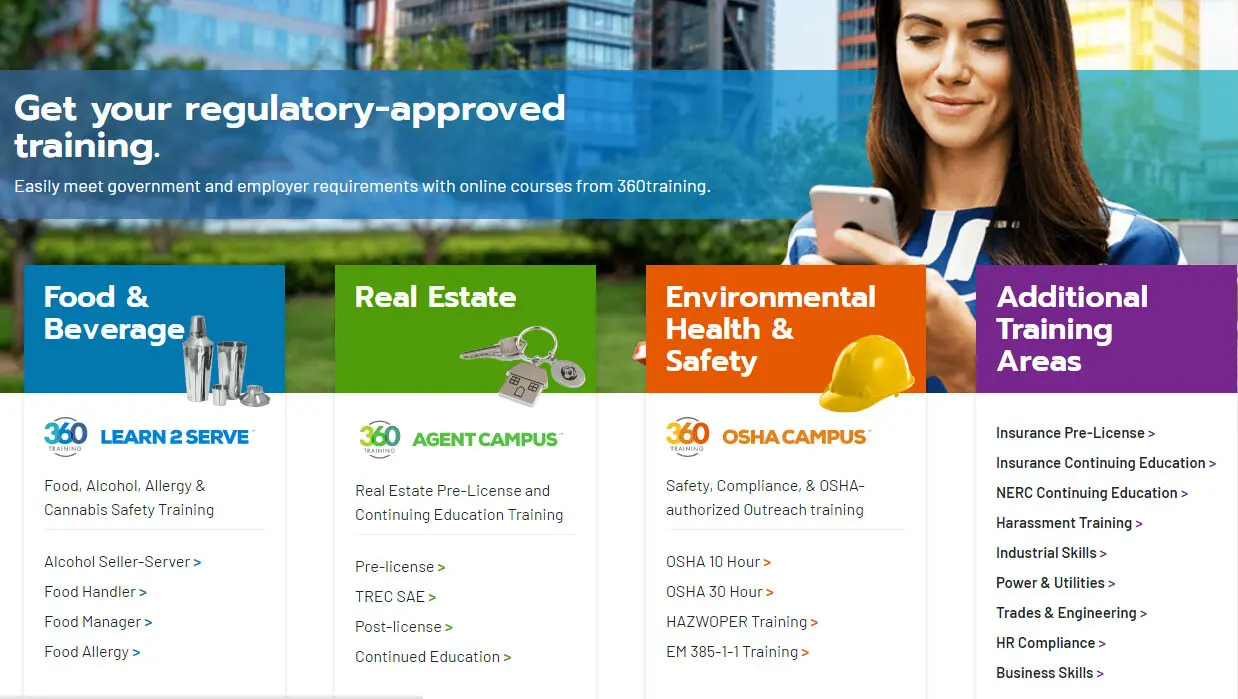 Get your regulatory-approved
training.
Easily meet government and employer requirements with online courses from 360training.
Food &
Beverage
360
TRAINING
LEARN 2 SERVE™
Food, Alcohol, Allergy &
Cannabis Safety Training
Alcohol Seller-Server >
Food Handler >
Food Manager >
Food Allergy >
Real Estate
360
TRAINING
AGENT CAMPUS™
Real Estate Pre-License and
Continuing Education Training
Pre-license >
TREC SAE >
Post-license >
Continued Education >
Environmental
Health &
Safety
360
TRAINING
OSHA CAMPUS™
Safety, Compliance, & OSHA-
authorized Outreach training
OSHA 10 Hour >
OSHA 30 Hour >
HAZWOPER Training >
EM 385-1-1 Training >
Additional
Training
Areas
Insurance Pre-License >
Insurance Continuing Education >
NERC Continuing Education >
Harassment Training >
Industrial Skills >
Power & Utilities >
Trades & Engineering >
HR Compliance >
Business Skills >